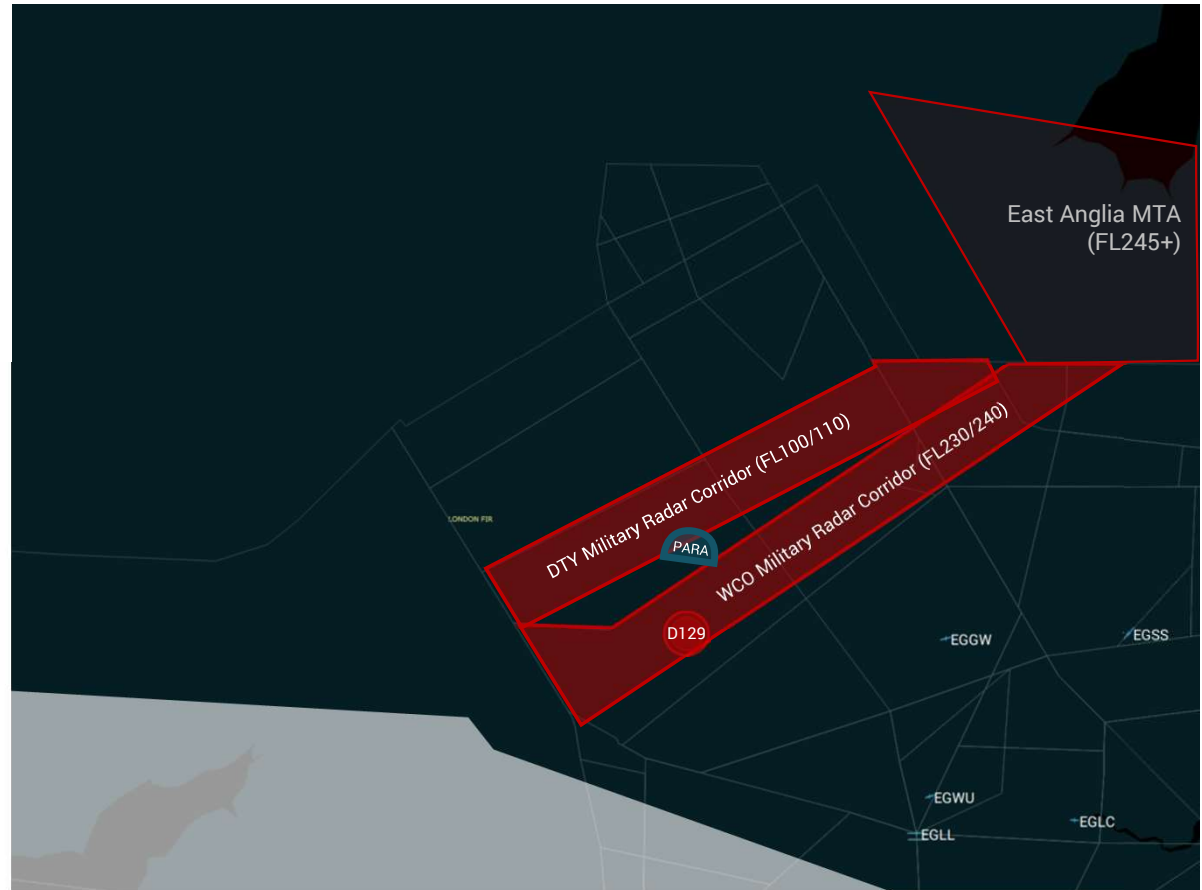 East Anglia MTA
(FL245+)
DTY Military Radar Corridor (FL100/110)
WCO Military Radar Corridor (FL230/240)
LONDON FIR
PARA
D129
EGGW
EGSS
EGWU
EGLC
EGLL